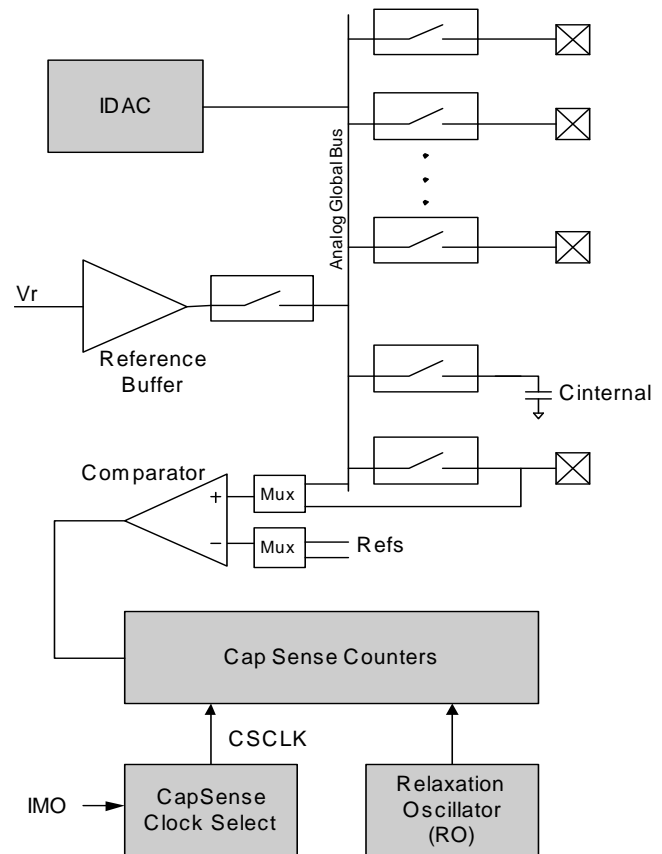 IDAC
Analog Global Bus
Vr
Reference
Buffer
Cinternal
Comparator
+
Mux
−
Mux
Refs
Cap Sense Counters
CSCLK
IMO
CapSense
Clock Select
Relaxation
Oscillator
(RO)